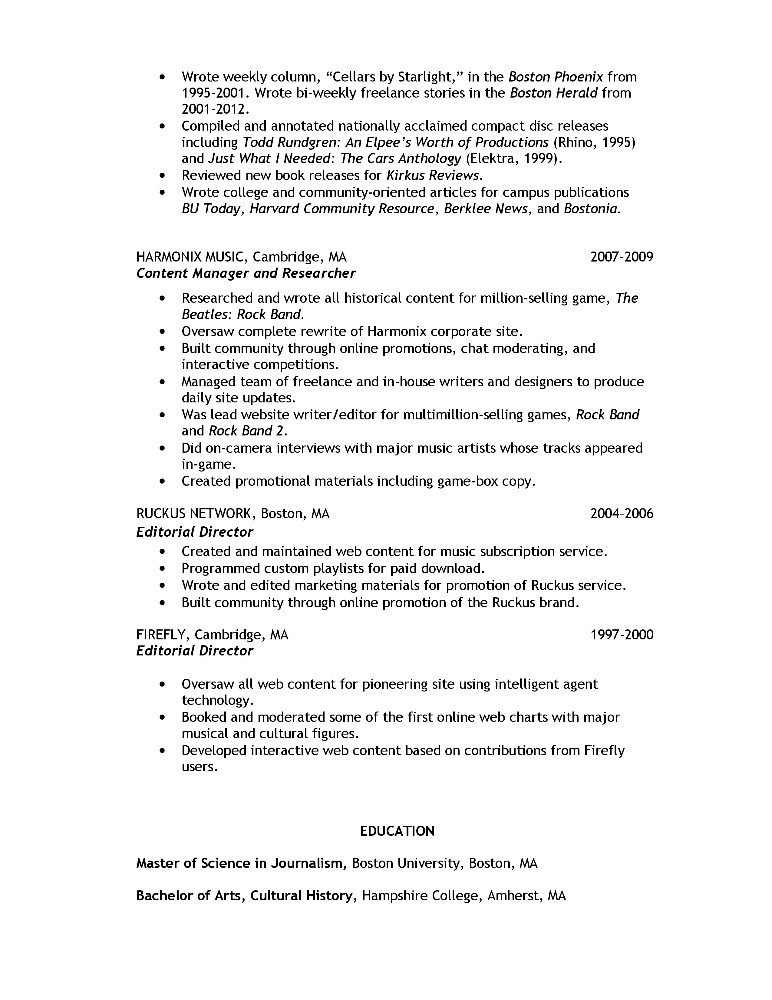 • Wrote weekly column, “Cellars by Starlight,” in the Boston Phoenix from
1995-2001. Wrote bi-weekly freelance stories in the Boston Herald from
2001-2012.
• Compiled and annotated nationally acclaimed compact disc releases
including Todd Rundgren: An Elpee’s Worth of Productions (Rhino, 1995)
and Just What I Needed: The Cars Anthology (Elektra, 1999).
• Reviewed new book releases for Kirkus Reviews.
• Wrote college and community-oriented articles for campus publications
BU Today, Harvard Community Resource, Berklee News, and Bostonia.
HARMONIX MUSIC, Cambridge, MA 2007-2009
Content Manager and Researcher
• Researched and wrote all historical content for million-selling game, The
Beatles: Rock Band.
• Oversaw complete rewrite of Harmonix corporate site.
• Built community through online promotions, chat moderating, and
interactive competitions.
• Managed team of freelance and in-house writers and designers to produce
daily site updates.
• Was lead website writer/editor for multimillion-selling games, Rock Band
and Rock Band 2.
• Did on-camera interviews with major music artists whose tracks appeared
in-game.
• Created promotional materials including game-box copy.
RUCKUS NETWORK, Boston, MA 2004-2006
Editorial Director
• Created and maintained web content for music subscription service.
• Programmed custom playlists for paid download.
• Wrote and edited marketing materials for promotion of Ruckus service.
• Built community through online promotion of the Ruckus brand.
FIREFLY, Cambridge, MA 1997-2000
Editorial Director
• Oversaw all web content for pioneering site using intelligent agent
technology.
• Booked and moderated some of the first online web charts with major
musical and cultural figures.
• Developed interactive web content based on contributions from Firefly
users.
EDUCATION
Master of Science in Journalism, Boston University, Boston, MA
Bachelor of Arts, Cultural History, Hampshire College, Amherst, MA